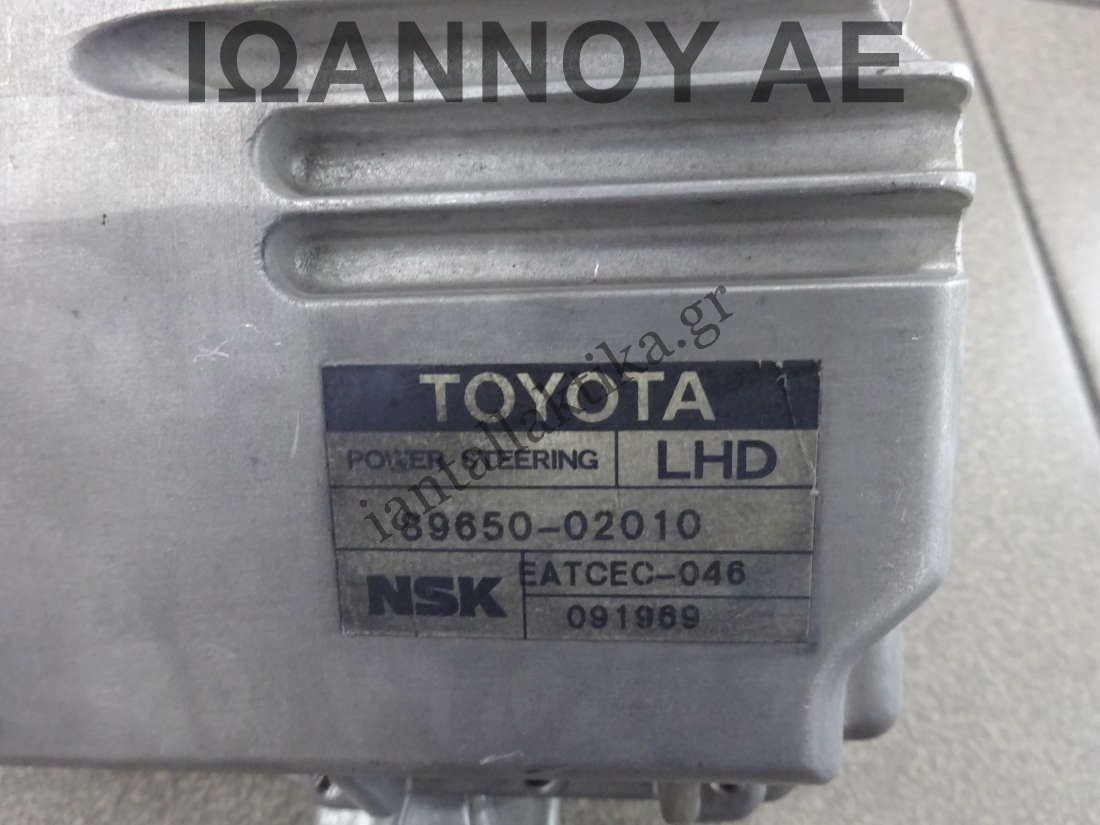 ΙΩΑΝΝΟΥ ΑΕ
iantallaktika.gr
TOYOTA
POWER STEERING LHD
89650-02010
NSK EATCEC-046
091969